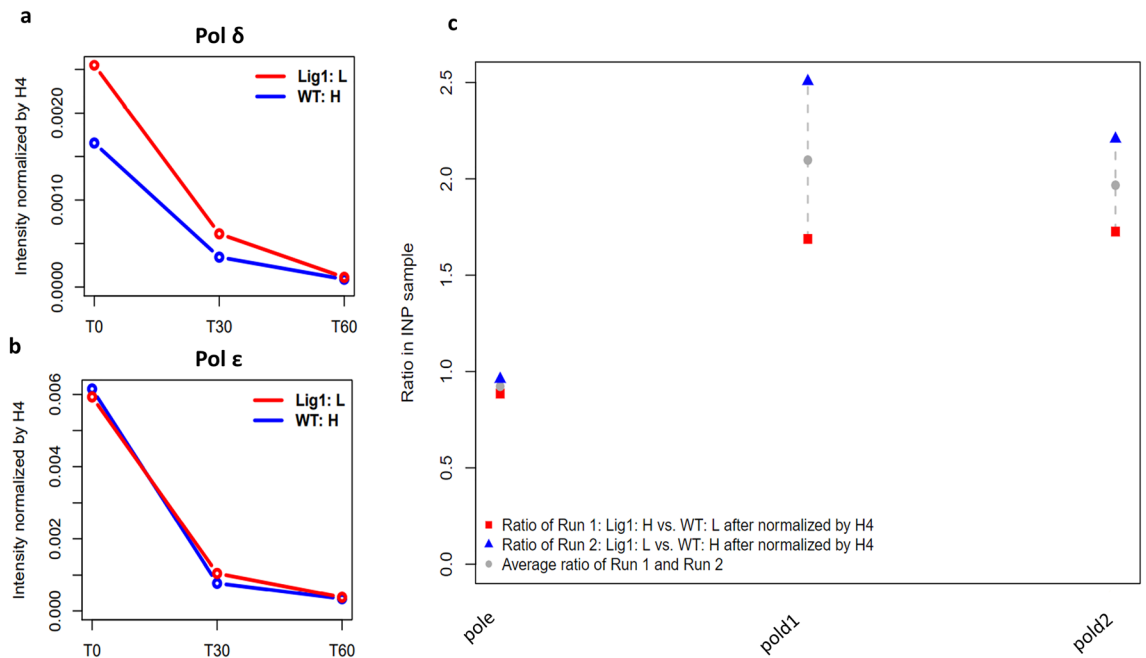 a
Pol δ
Intensity normalized by H4
0.0020
0.0010
0.0000
Lig1: L
WT: H
T0 T30 T60
b
Pol ε
Intensity normalized by H4
0.006
0.004
0.002
0.000
Lig1: L
WT: H
T0 T30 T60
c
Ratio in INP sample
2.5
2.0
1.5
1.0
0.5
0.0
Ratio of Run 1: Lig1: H vs. WT: L after normalized by H4
Ratio of Run 2: Lig1: L vs. WT: H after normalized by H4
Average ratio of Run 1 and Run 2
pole pold1 pold2